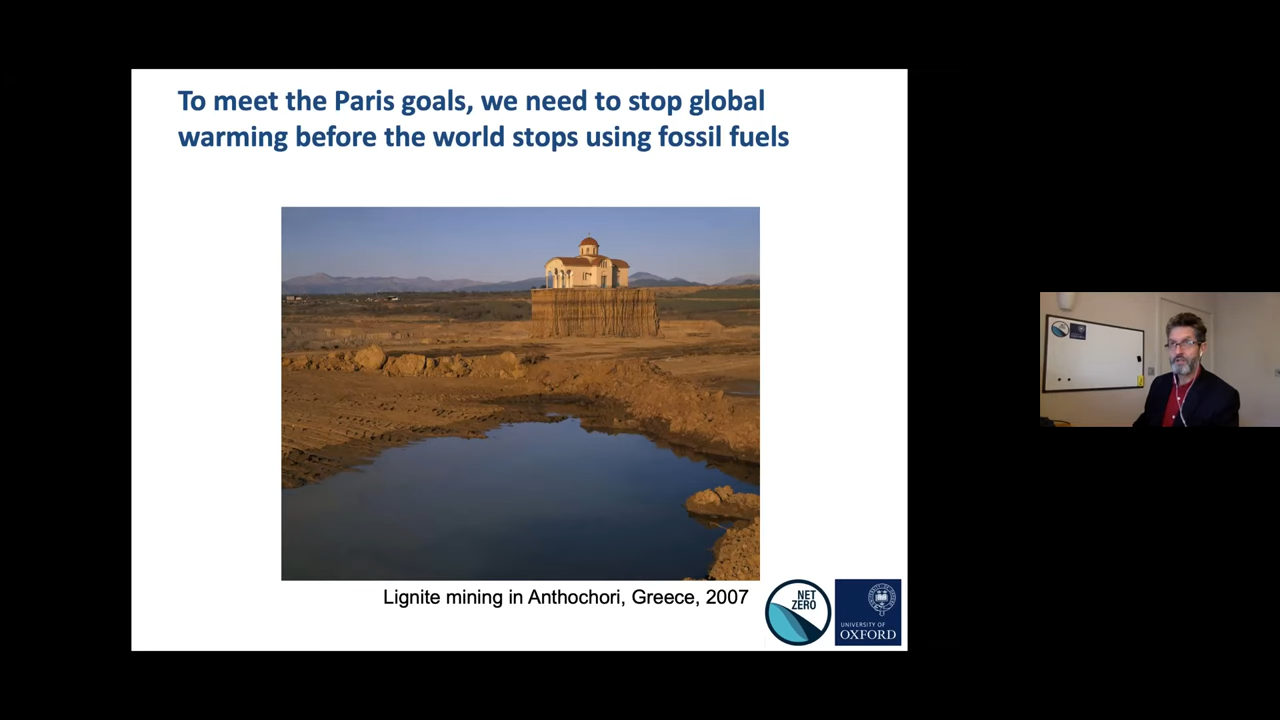 To meet the Paris goals, we need to stop global
warming before the world stops using fossil fuels
Lignite mining in Anthochori, Greece, 2007
NET
ZERO
UNIVERSITY OF
OXFORD